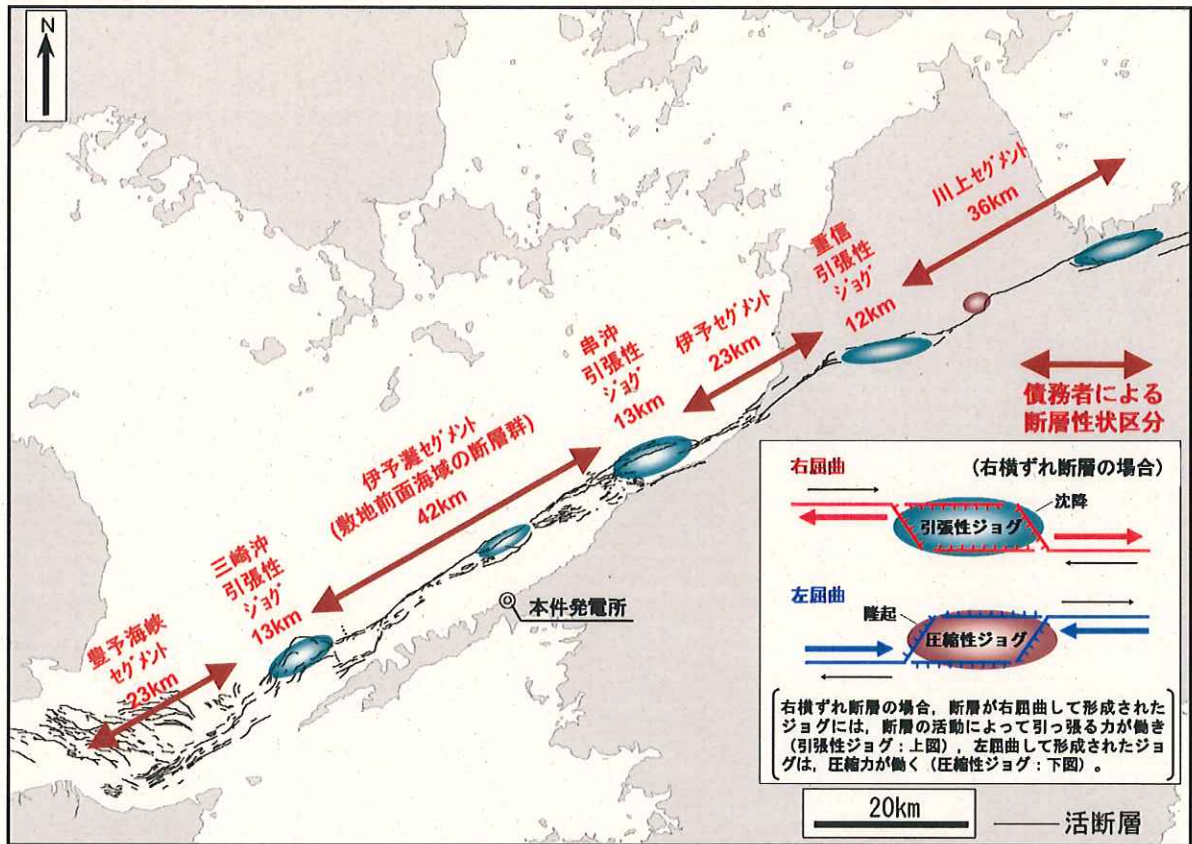 N
川上セグメント
36km
重信
引張性
ジョグ
12km
伊予セグメント
23km
串沖
引張性
ジョグ
13km
伊予灘セグメント
(敷地前面海域の断層群)
42km
三崎沖
引張性
ジョグ
13km
豊予海峡
セグメント
23km
本件発電所
債務者による
断層性状区分
右屈曲
(右横ずれ断層の場合)
沈降
引張性ジョグ
左屈曲
隆起
圧縮性ジョグ
右横ずれ断層の場合，断層が右屈曲して形成された
ジョグには，断層の活動によって引っ張る力が働き
（引張性ジョグ：上図），左屈曲して形成されたジョ
グは，圧縮力が働く（圧縮性ジョグ：下図）。
20km
活断層